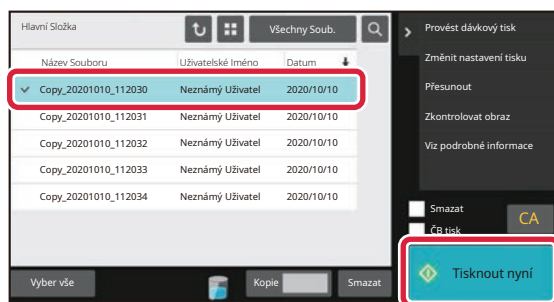 Hlavní Složka
Všechny Soub.
Název Souboru Uživatelské Iméno Datum
Copy_20201010_112030 Neznámý Uživatel 2020/10/10
Copy_20201010_112031 Neznámý Uživatel 2020/10/10
Copy_20201010_112032 Neznámý Uživatel 2020/10/10
Copy_20201010_112033 Neznámý Uživatel 2020/10/10
Copy_20201010_112034 Neznámý Uživatel 2020/10/10
Vyber vše
Kopie
Smazat
Provést dávkový tisk
Změnit nastavení tisku
Přesunout
Zkontrolovat obraz
Viz podrobné informace
Smazat
ČB tisk
CA
Tisknout nyní